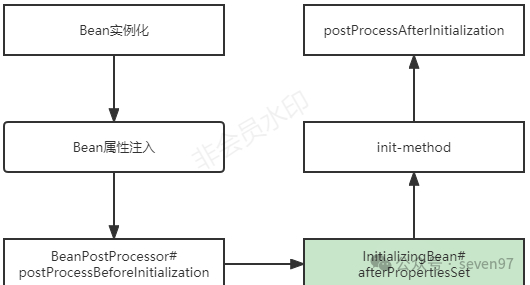 Bean实例化
Bean属性注入
BeanPostProcessor#
postProcessBeforeInitialization
InitializingBean#
afterPropertiesSet
init-method
postProcessAfterInitialization
非会员水印
公众号 · seven97